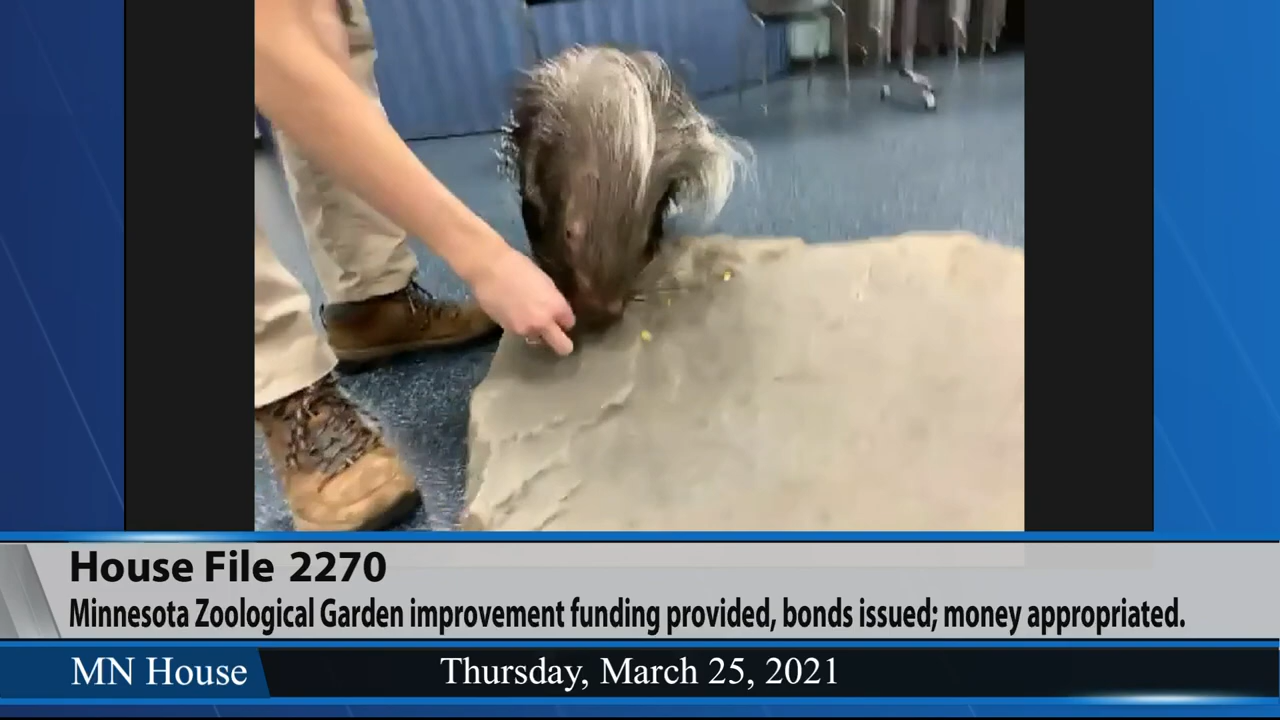 House File 2270
Minnesota Zoological Garden improvement funding provided, bonds issued; money appropriated.
MN House
Thursday, March 25, 2021